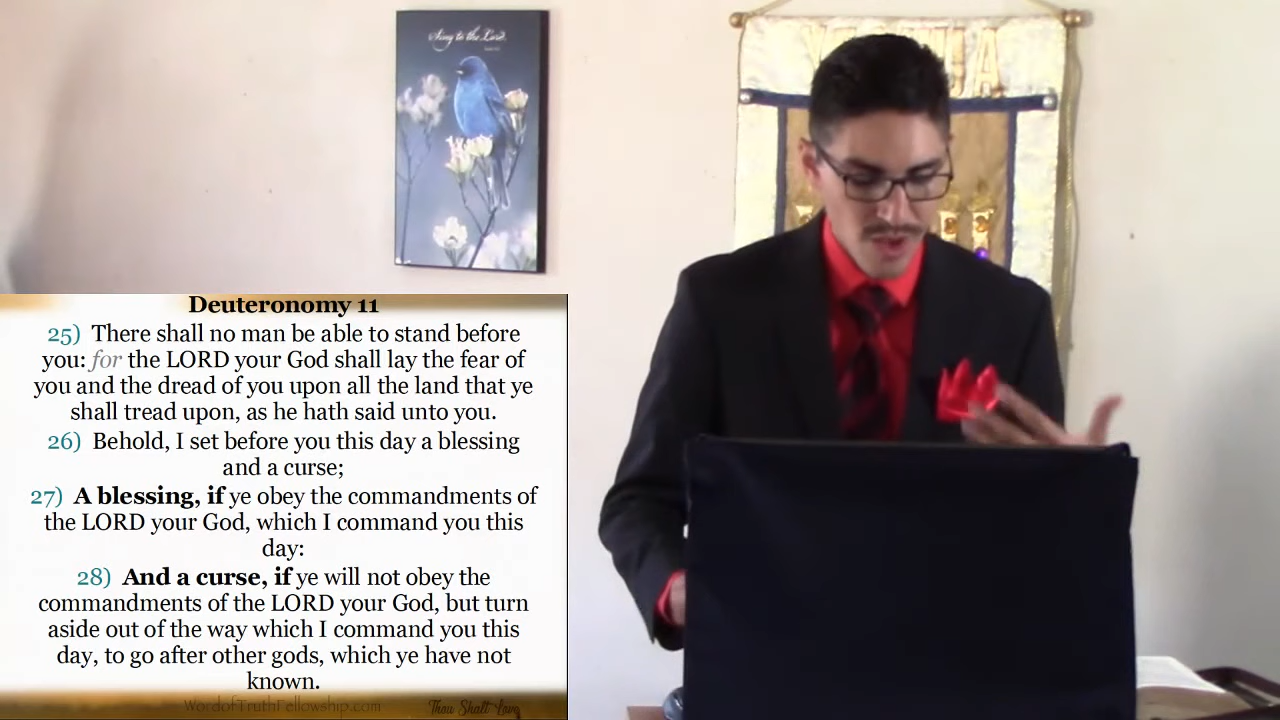 Sing to the Lord.
Deuteronomy 11
25) There shall no man be able to stand before
you: for the LORD your God shall lay the fear of
you and the dread of you upon all the land that ye
shall tread upon, as he hath said unto you.
26) Behold, I set before you this day a blessing
and a curse;
27) A blessing, if ye obey the commandments of
the LORD your God, which I command you this
day:
28) And a curse, if ye will not obey the
commandments of the LORD your God, but turn
aside out of the way which I command you this
day, to go after other gods, which ye have not
known.
WordofTruthFellowship.com
Thou Shalt Love